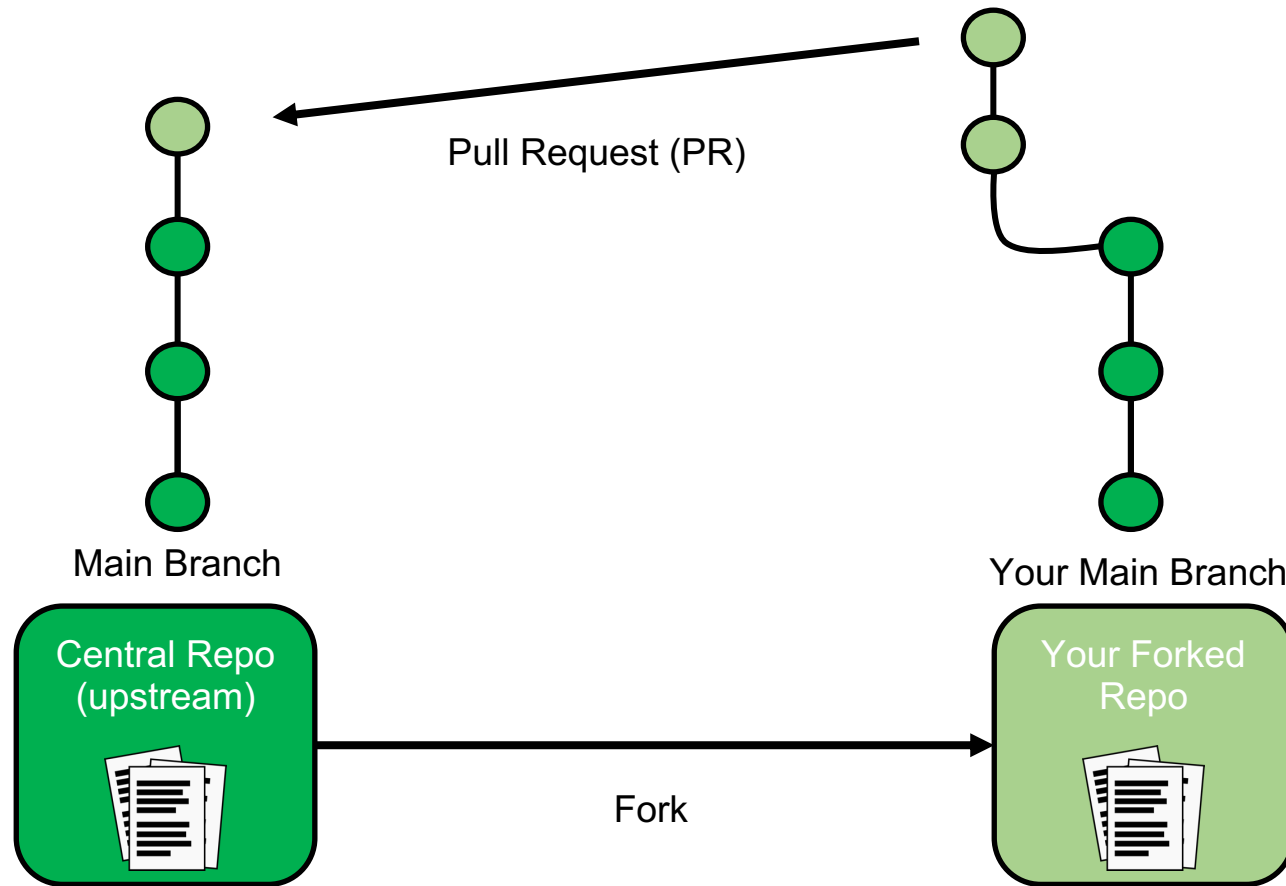 Pull Request (PR)
Main Branch
Your Main Branch
Central Repo
(upstream)
Your Forked
Repo
Fork